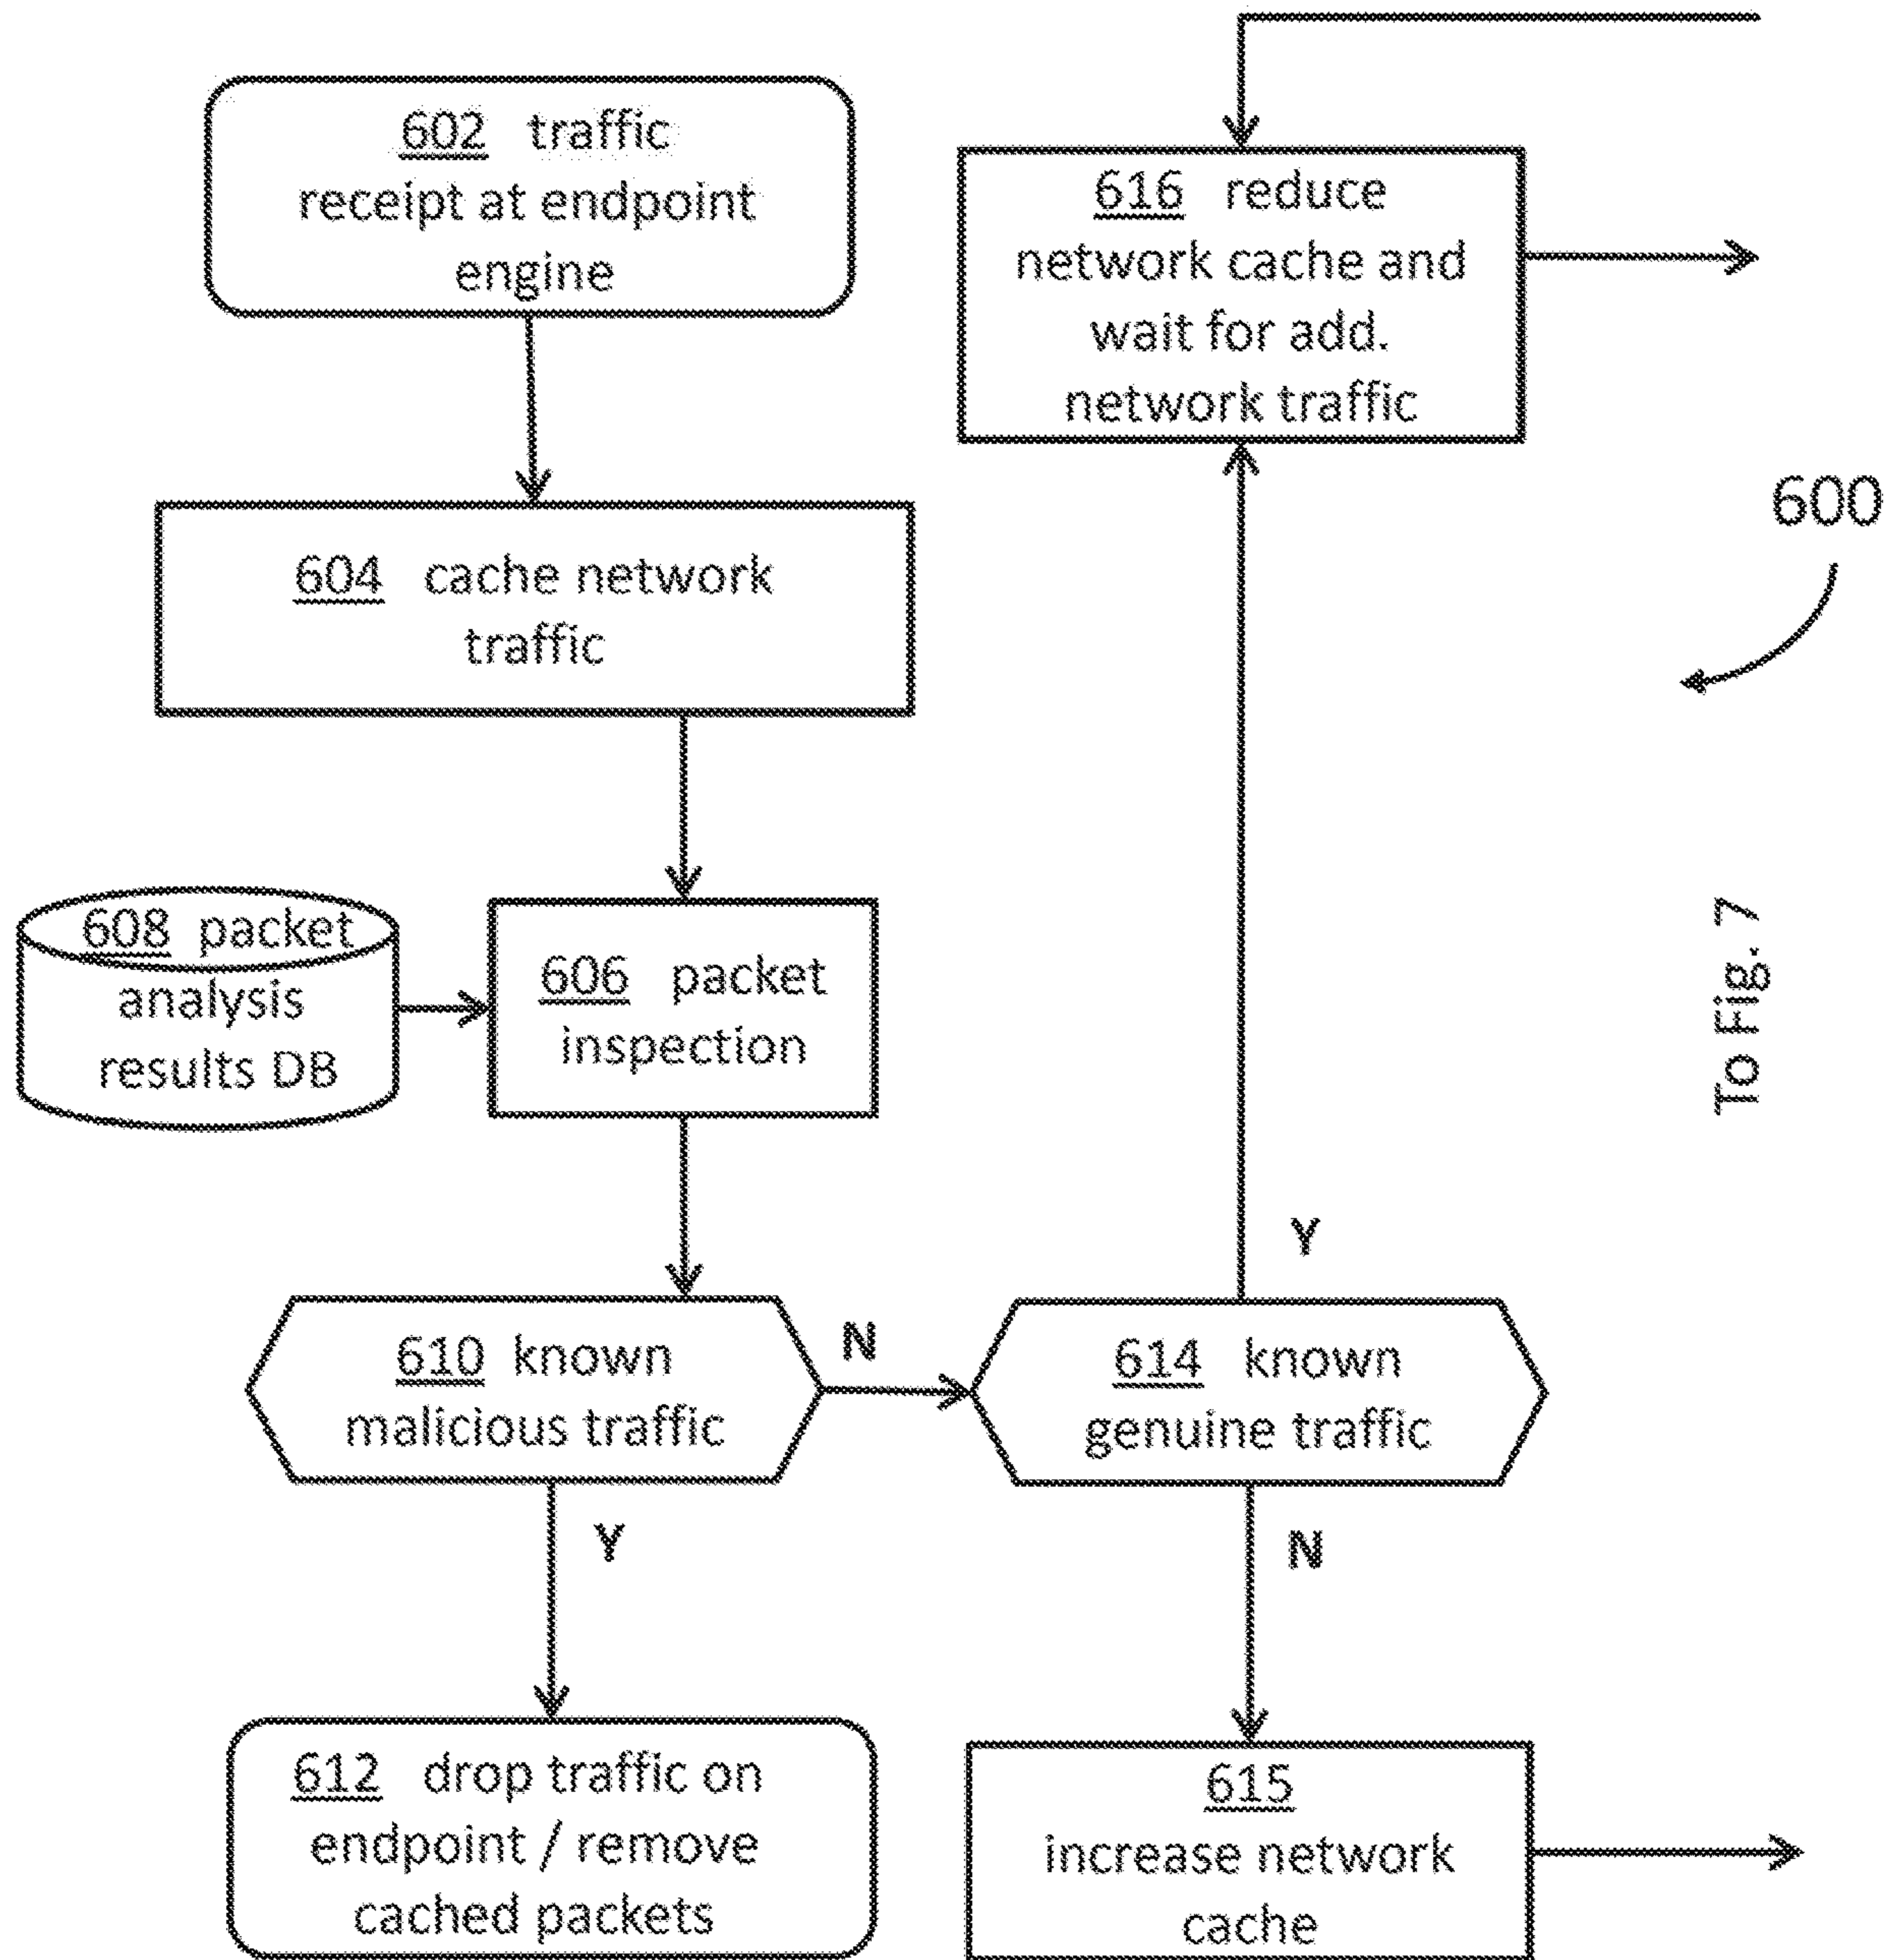 602 traffic
receipt at endpoint
engine
604 cache network
traffic
608 packet
analysis
results DB
606 packet
inspection
610 known
malicious traffic
N
Y
612 drop traffic on
endpoint / remove
cached packets
616 reduce
network cache and
wait for add.
network traffic
Y
614 known
genuine traffic
N
615
increase network
cache
600
To Fig. 7